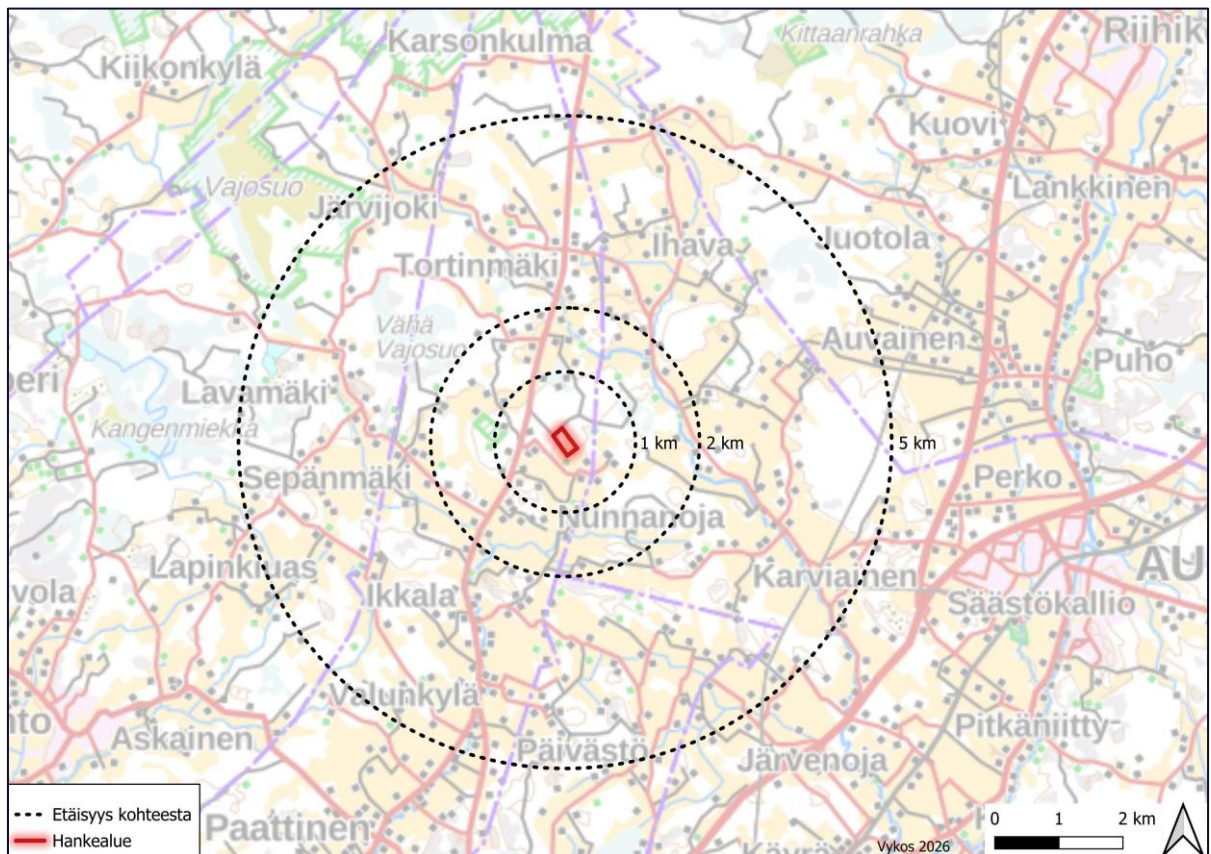 Karsonkulma
Kittaanrahka
Riihik
Kiikonkylä
Kuovi
Vajosuo
Järvijoki
Lankkinen
Ihava
Juotola
Tortinmäki
Vähä
Vajosuo
Auvainen
Puho
peri
Lavamäki
Kangenmiekka
1 km
2 km
5 km
Sepänmäki
Perko
Nunnanoja
Lapinkiuas
Karviainen
AU
vola
Ikkala
Säästökallio
Valunkylä
Pitkäniitty
nto
Askainen
Päivästö
Järvenoja
Etäisyys kohteesta
Hankealue
Paattinen
Käyrä
Vykos 2026
0 1 2 km